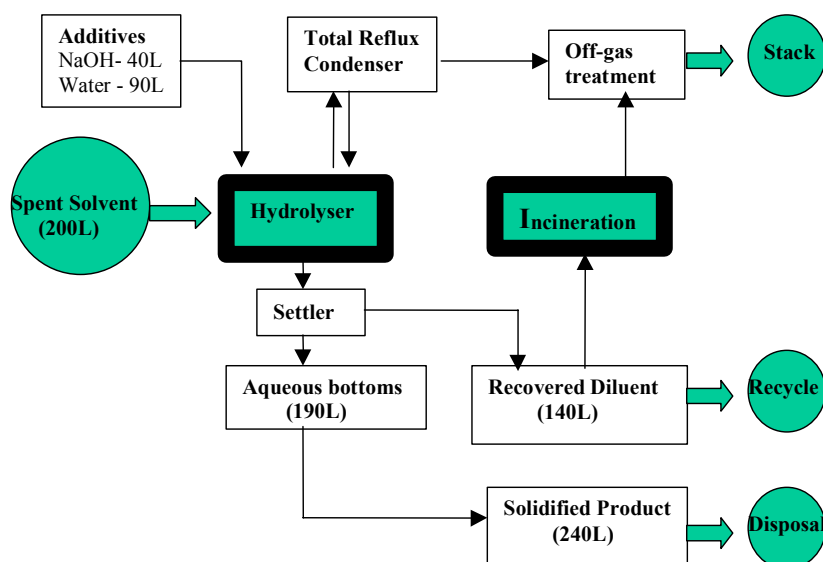 Additives
NaOH- 40L
Water - 90L
Total Reflux
Condenser
Off-gas
treatment
Stack
Spent Solvent
(200L)
Hydrolyser
Incineration
Settler
Aqueous bottoms
(190L)
Recovered Diluent
(140L)
Recycle
Solidified Product
(240L)
Disposal